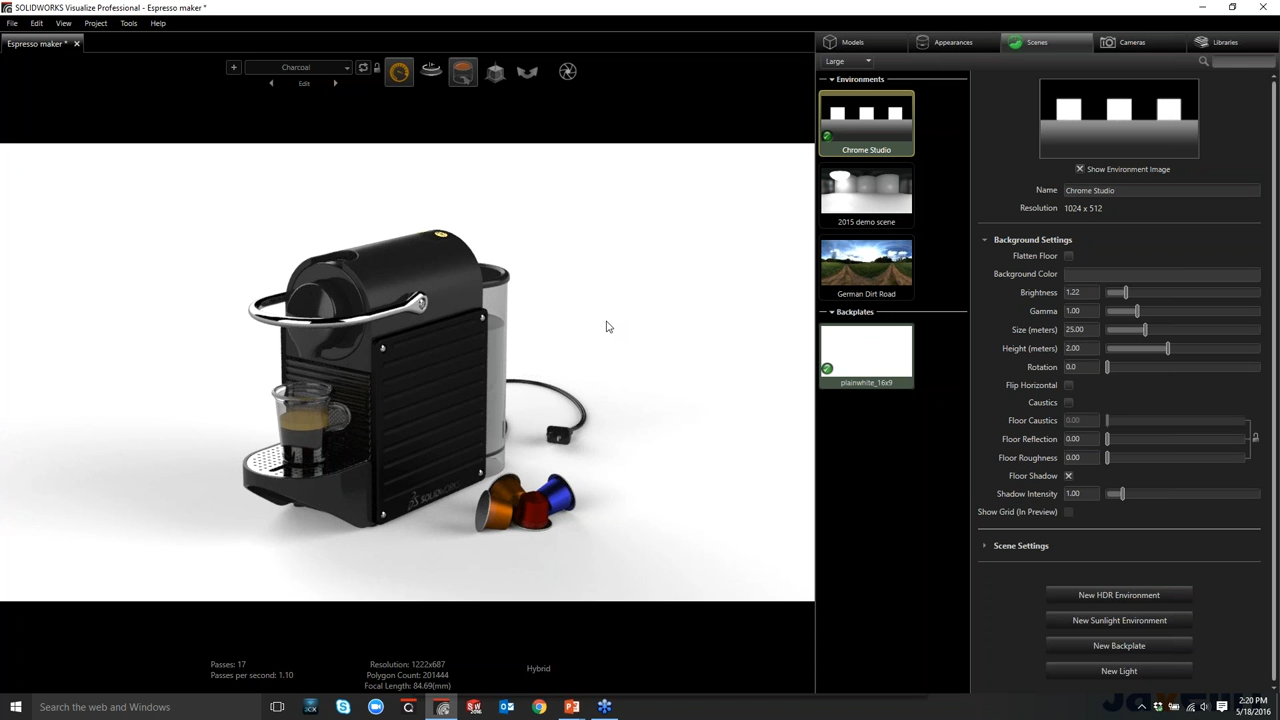 SOLIDWORKS Visualize Professional - Espresso maker *
File Edit View Project Tools Help
Espresso maker *
Charcoal
Edit
Models Appearances Scenes Cameras Libraries
Large
Environments
Chrome Studio
2015 demo scene
German Dirt Road
Backplates
plainwhite_16x9
Show Environment Image
Name Chrome Studio
Resolution 1024 x 512
Background Settings
Flatten Floor
Background Color
Brightness 1.22
Gamma 1.00
Size (meters) 25.00
Height (meters) 2.00
Rotation 0.0
Flip Horizontal
Caustics
Floor Caustics 0.00
Floor Reflection 0.00
Floor Roughness 0.00
Floor Shadow
Shadow Intensity 1.00
Show Grid (In Preview)
Scene Settings
New HDR Environment
New Sunlight Environment
New Backplate
New Light
SOLIDWORKS
Passes: 17
Passes per second: 1.10
Resolution: 1222x687
Polygon Count: 201444
Focal Length: 84.69(mm)
Hybrid
Search the web and Windows
2:20 PM
5/18/2016